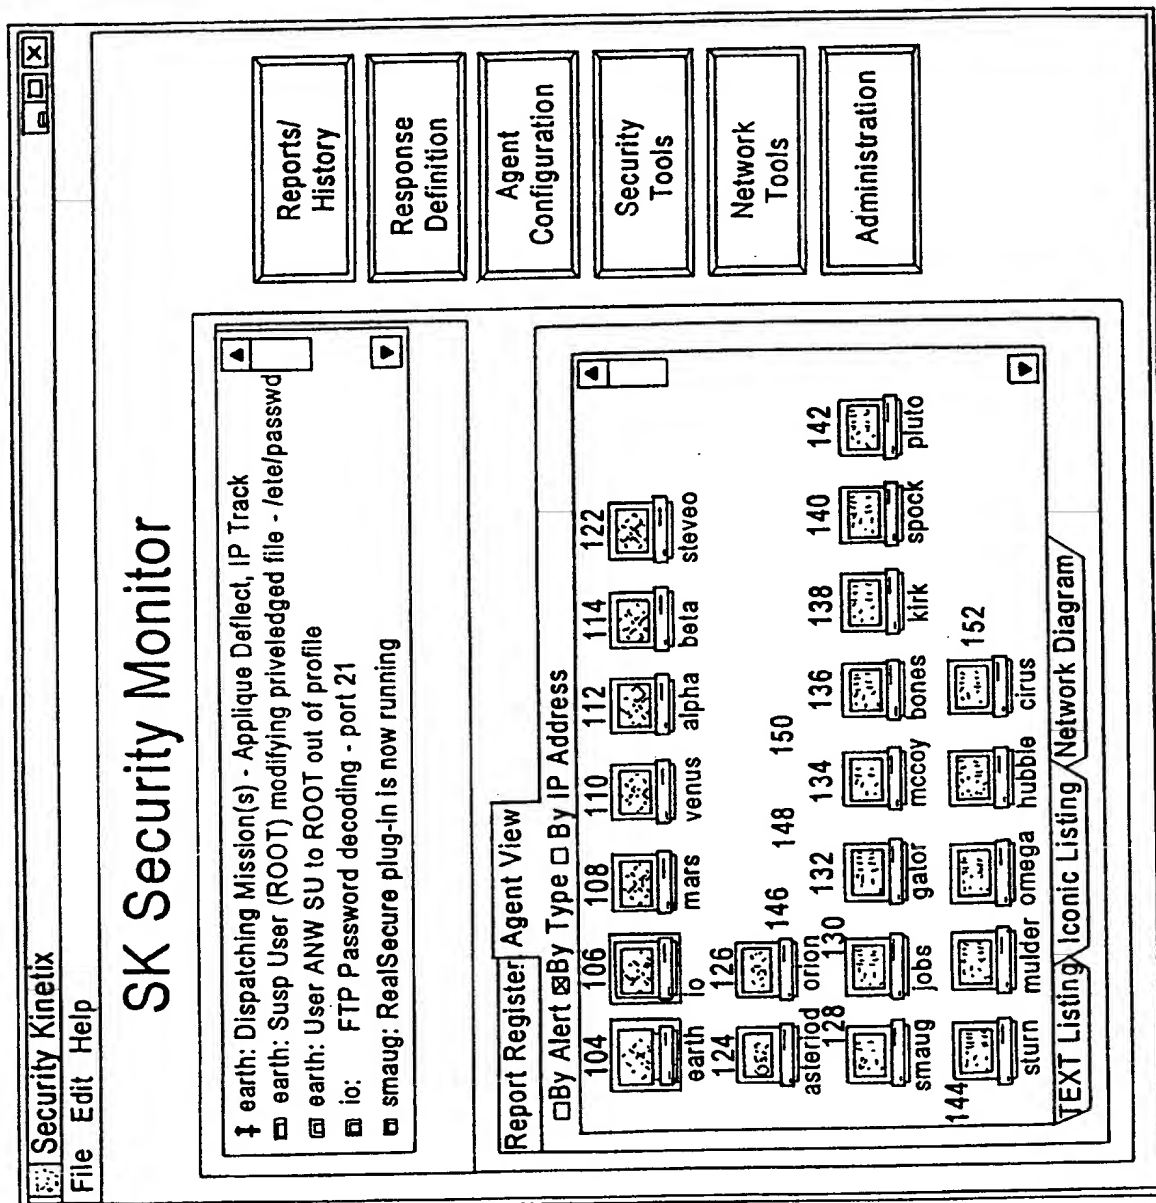 Security Kinetix
File Edit Help
SK Security Monitor
earth: Dispatching Mission(s) - Applique Deflect, IP Track
earth: Susp User (ROOT) modifying priveledged file - /ete/passwd
earth: User ANW SU to ROOT out of profile
io: FTP Password decoding - port 21
smaug: RealSecure plug-in is now running
Reports/
History
Response
Definition
Agent
Configuration
Security
Tools
Network
Tools
Administration
Report Register Agent View
By Alert By Type By IP Address
104 106 108 110 112 114 122
earth io mars venus alpha beta steveo
124 126 146 148 150
asteriod orion
128 130 132 134 136 138 140 142
smaug jobs gator mccoy bones kirk spock pluto
144 152
sturn mulder omega hubble cirus
TEXT Listing Iconic Listing Network Diagram